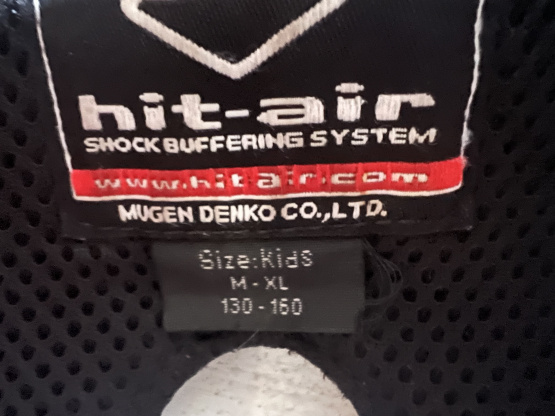 hit-air
SHOCK BUFFERING SYSTEM
www.hitair.com
MUGEN DENKO CO.,LTD.
Size:KidS
M - XL
130 - 160